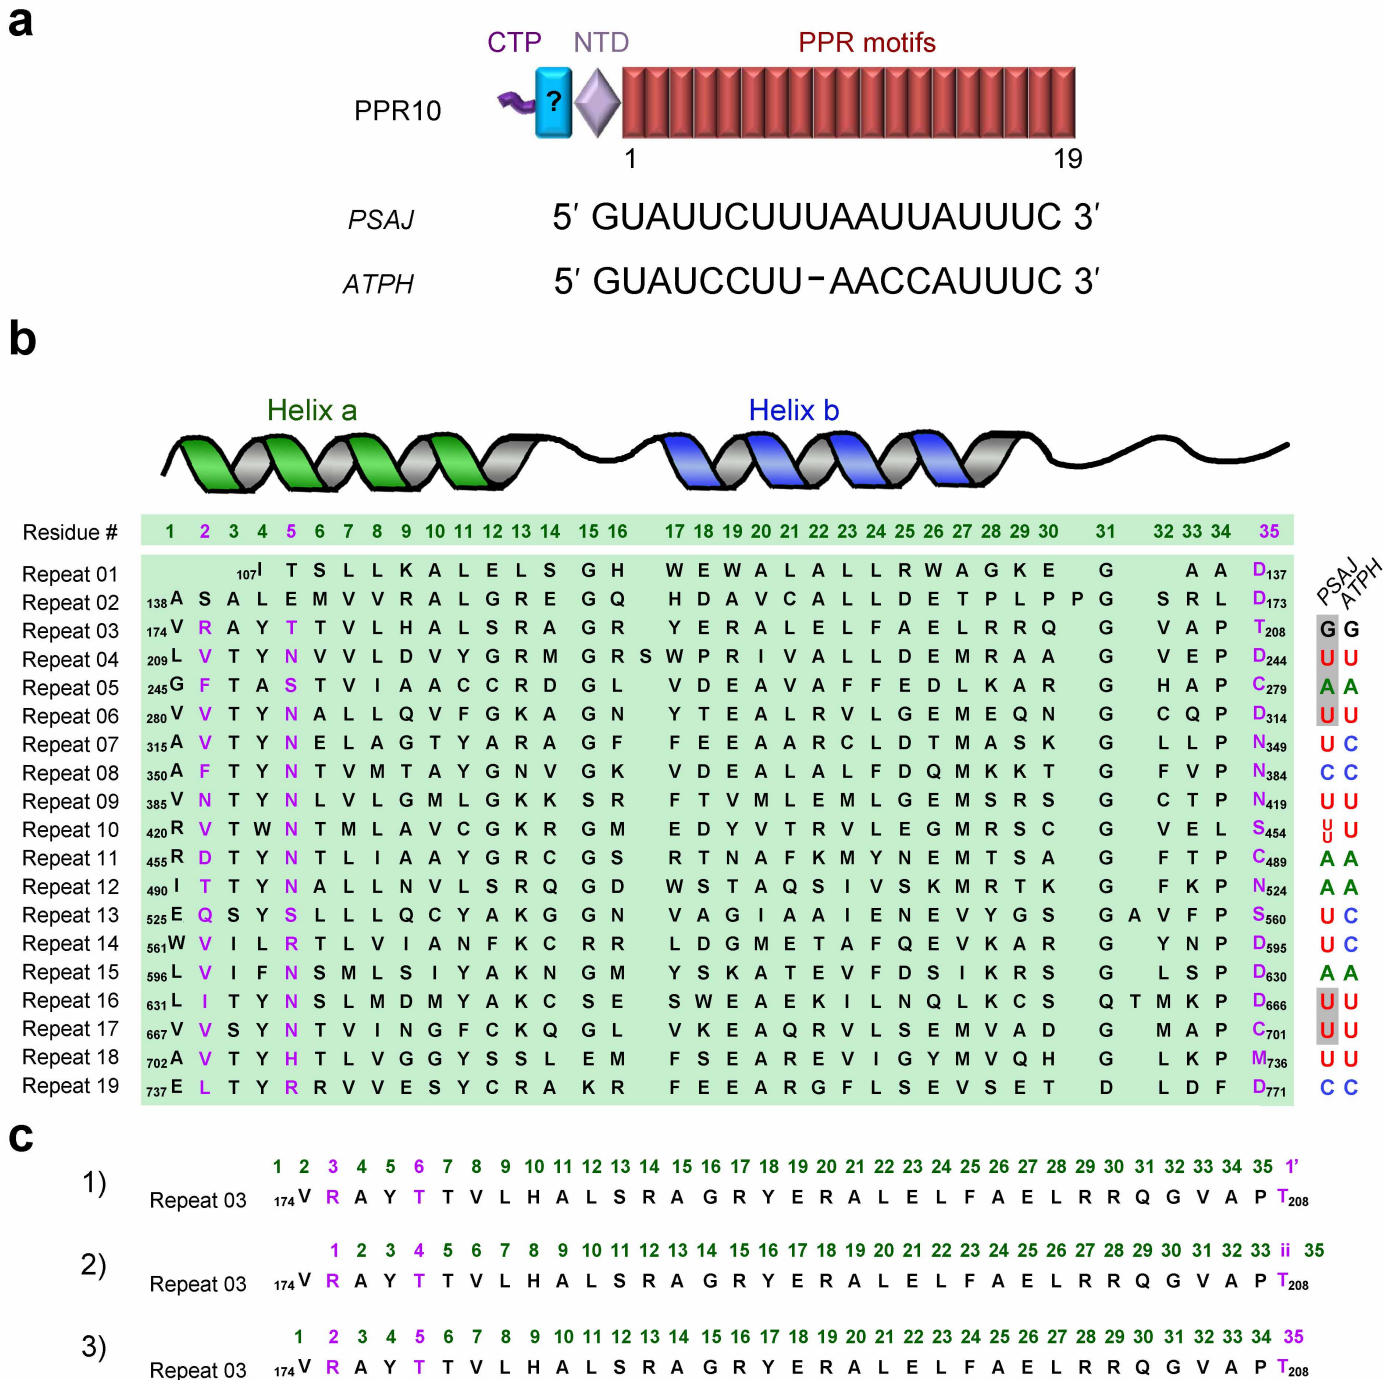 a
CTP NTD PPR motifs
PPR10 ?
1 19
PSAJ 5′ GUAUUCUUUAAUUAUUUC 3′
ATPH 5′ GUAUCCUU-AACCAUUUC 3′
b
Helix a Helix b
Residue # 1 2 3 4 5 6 7 8 9 10 11 12 13 14 15 16 17 18 19 20 21 22 23 24 25 26 27 28 29 30 31 32 33 34 35
PSAJ ATPH
Repeat 01 107 I T S L L K A L E L S G H W E W A L A L L R W A G K E G A A D137
Repeat 02 138 A S A L E M V V R A L G R E G Q H D A V C A L L D E T P L P P G S R L D173
Repeat 03 174 V R A Y T T V L H A L S R A G R Y E R A L E L F A E L R R Q G V A P T208 G G
Repeat 04 209 L V T Y N V V L D V Y G R M G R S W P R I V A L L D E M R A A G V E P D244 U U
Repeat 05 245 G F T A S T V I A A C C R D G L V D E A V A F F E D L K A R G H A P C279 A A
Repeat 06 280 V V T Y N A L L Q V F G K A G N Y T E A L R V L G E M E Q N G C Q P D314 U U
Repeat 07 315 A V T Y N E L A G T Y A R A G F F E E A A R C L D T M A S K G L L P N349 U C
Repeat 08 350 A F T Y N T V M T A Y G N V G K V D E A L A L F D Q M K K T G F V P N384 C C
Repeat 09 385 V N T Y N L V L G M L G K K S R F T V M L E M L G E M S R S G C T P N419 U U
Repeat 10 420 R V T W N T M L A V C G K R G M E D Y V T R V L E G M R S C G V E L S454 U U U
Repeat 11 455 R D T Y N T L I A A Y G R C G S R T N A F K M Y N E M T S A G F T P C489 A A
Repeat 12 490 I T T Y N A L L N V L S R Q G D W S T A Q S I V S K M R T K G F K P N524 A A
Repeat 13 525 E Q S Y S L L L Q C Y A K G G N V A G I A A I E N E V Y G S G A V F P S560 U C
Repeat 14 561 W V I L R T L V I A N F K C R R L D G M E T A F Q E V K A R G Y N P D595 U C
Repeat 15 596 L V I F N S M L S I Y A K N G M Y S K A T E V F D S I K R S G L S P D630 A A
Repeat 16 631 L I T Y N S L M D M Y A K C S E S W E A E K I L N Q L K C S Q T M K P D666 U U
Repeat 17 667 V V S Y N T V I N G F C K Q G L V K E A Q R V L S E M V A D G M A P C701 U U
Repeat 18 702 A V T Y H T L V G G Y S S L E M F S E A R E V I G Y M V Q H G L K P M736 U U
Repeat 19 737 E L T Y R R V V E S Y C R A K R F E E A R G F L S E V S E T D L D F D771 C C
c
1) 1 2 3 4 5 6 7 8 9 10 11 12 13 14 15 16 17 18 19 20 21 22 23 24 25 26 27 28 29 30 31 32 33 34 35 1'
Repeat 03 174 V R A Y T T V L H A L S R A G R Y E R A L E L F A E L R R Q G V A P T208
2) 1 2 3 4 5 6 7 8 9 10 11 12 13 14 15 16 17 18 19 20 21 22 23 24 25 26 27 28 29 30 31 32 33 ii 35
Repeat 03 174 V R A Y T T V L H A L S R A G R Y E R A L E L F A E L R R Q G V A P T208
3) 1 2 3 4 5 6 7 8 9 10 11 12 13 14 15 16 17 18 19 20 21 22 23 24 25 26 27 28 29 30 31 32 33 34 35
Repeat 03 174 V R A Y T T V L H A L S R A G R Y E R A L E L F A E L R R Q G V A P T208